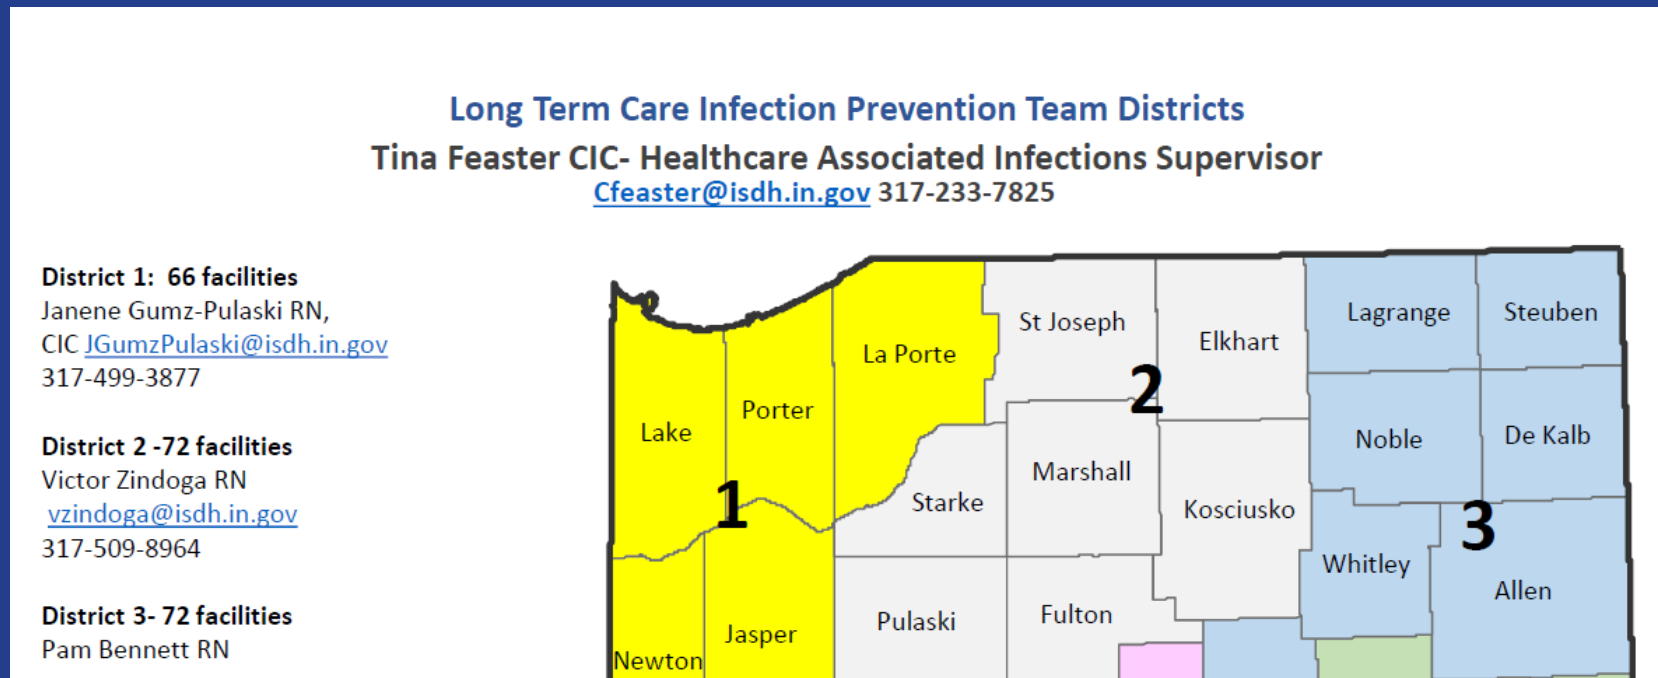 Long Term Care Infection Prevention Team Districts
Tina Feaster CIC- Healthcare Associated Infections Supervisor
Cfeaster@isdh.in.gov 317-233-7825
District 1:  66 facilities
Janene Gumz-Pulaski RN,
CIC JGumzPulaski@isdh.in.gov
317-499-3877
District 2 -72 facilities
Victor Zindoga RN
vzindoga@isdh.in.gov
317-509-8964
District 3- 72 facilities
Pam Bennett RN
Lagrange
Steuben
St Joseph
Elkhart
La Porte
2
Porter
Lake
Noble
De Kalb
Marshall
Starke
Kosciusko
1
3
Whitley
Allen
Pulaski
Fulton
Jasper
Newton